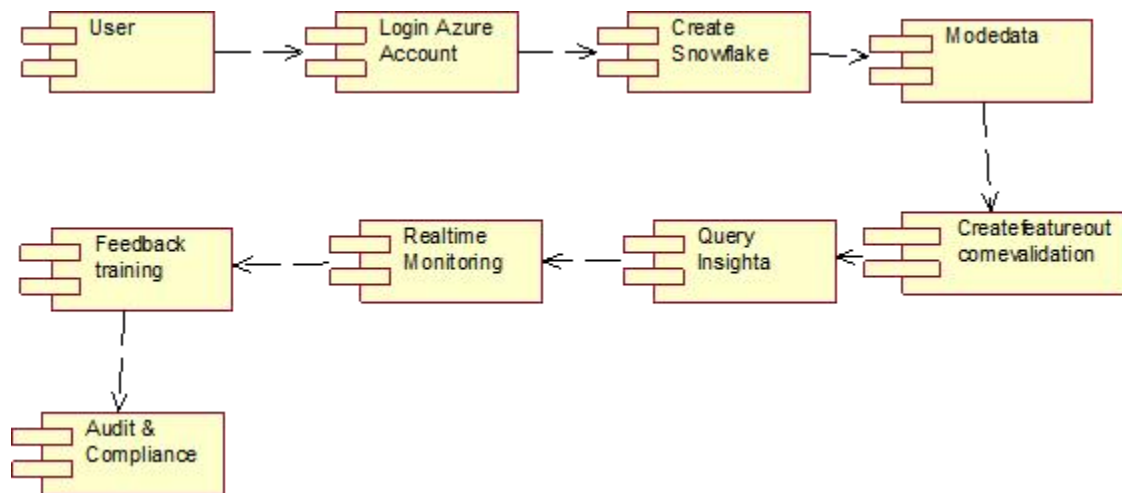 User
Login Azure
Account
Create
Snowflake
Modedata
Createfeatureout
comevalidation
Query
Insighta
Realtime
Monitoring
Feedback
training
Audit &
Compliance